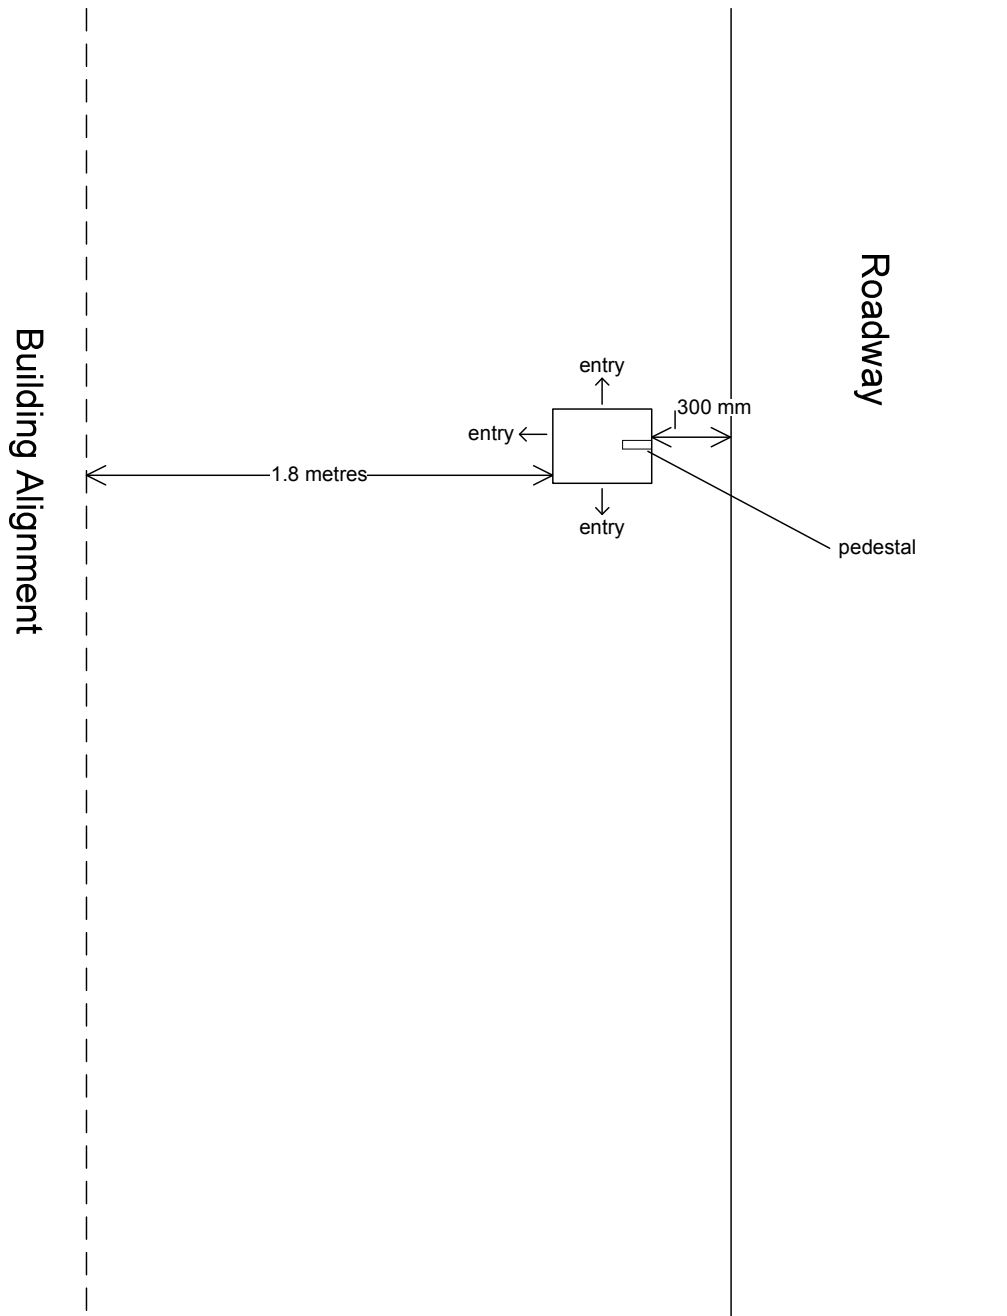 Roadway
entry
300 mm
entry
1.8 metres
entry
pedestal
Building Alignment